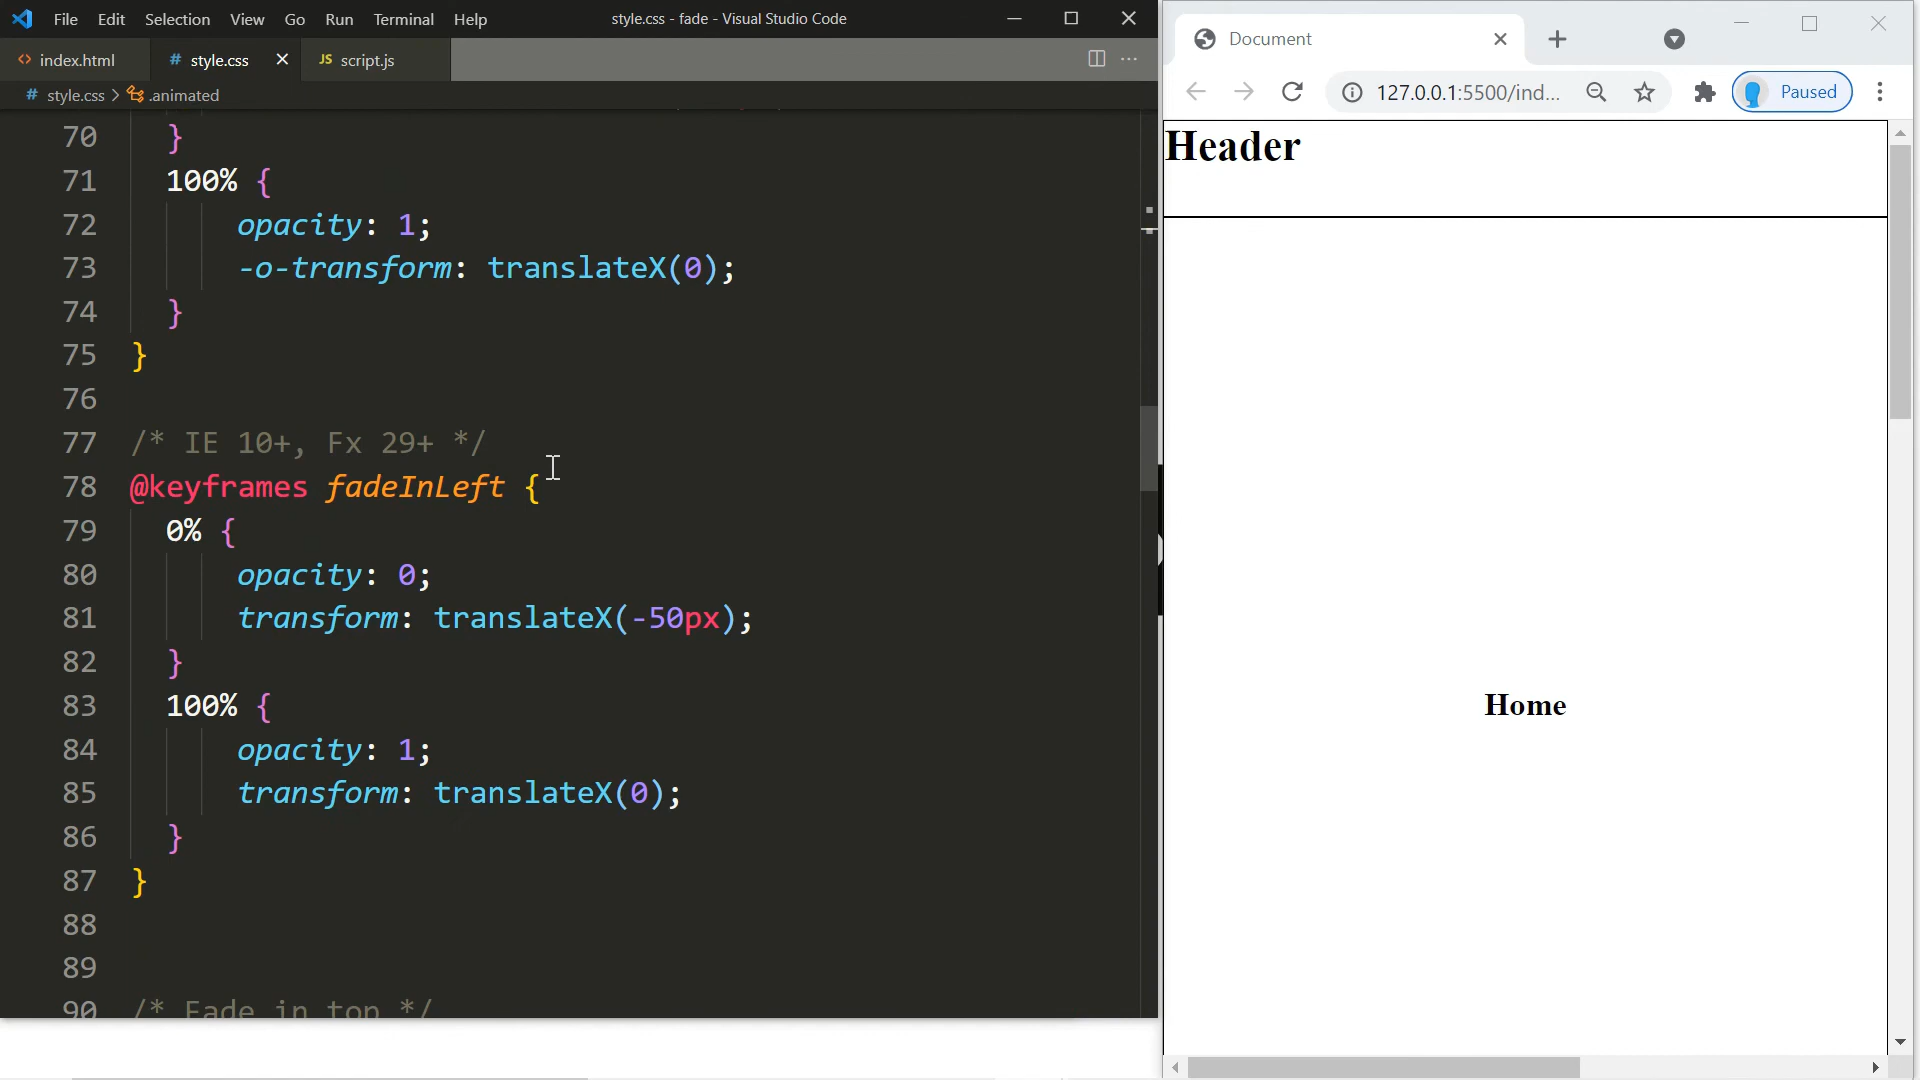 File Edit Selection View Go Run Terminal Help style.css - fade - Visual Studio Code
<> index.html # style.css JS script.js
# style.css > .animated
70 }
71 100% {
72 opacity: 1;
73 -o-transform: translateX(0);
74 }
75 }
76
77 /* IE 10+, Fx 29+ */
78 @keyframes fadeInLeft {
79 0% {
80 opacity: 0;
81 transform: translateX(-50px);
82 }
83 100% {
84 opacity: 1;
85 transform: translateX(0);
86 }
87 }
88
89
90 /* Fade in top */
Document
127.0.0.1:5500/ind...
Paused
Header
Home